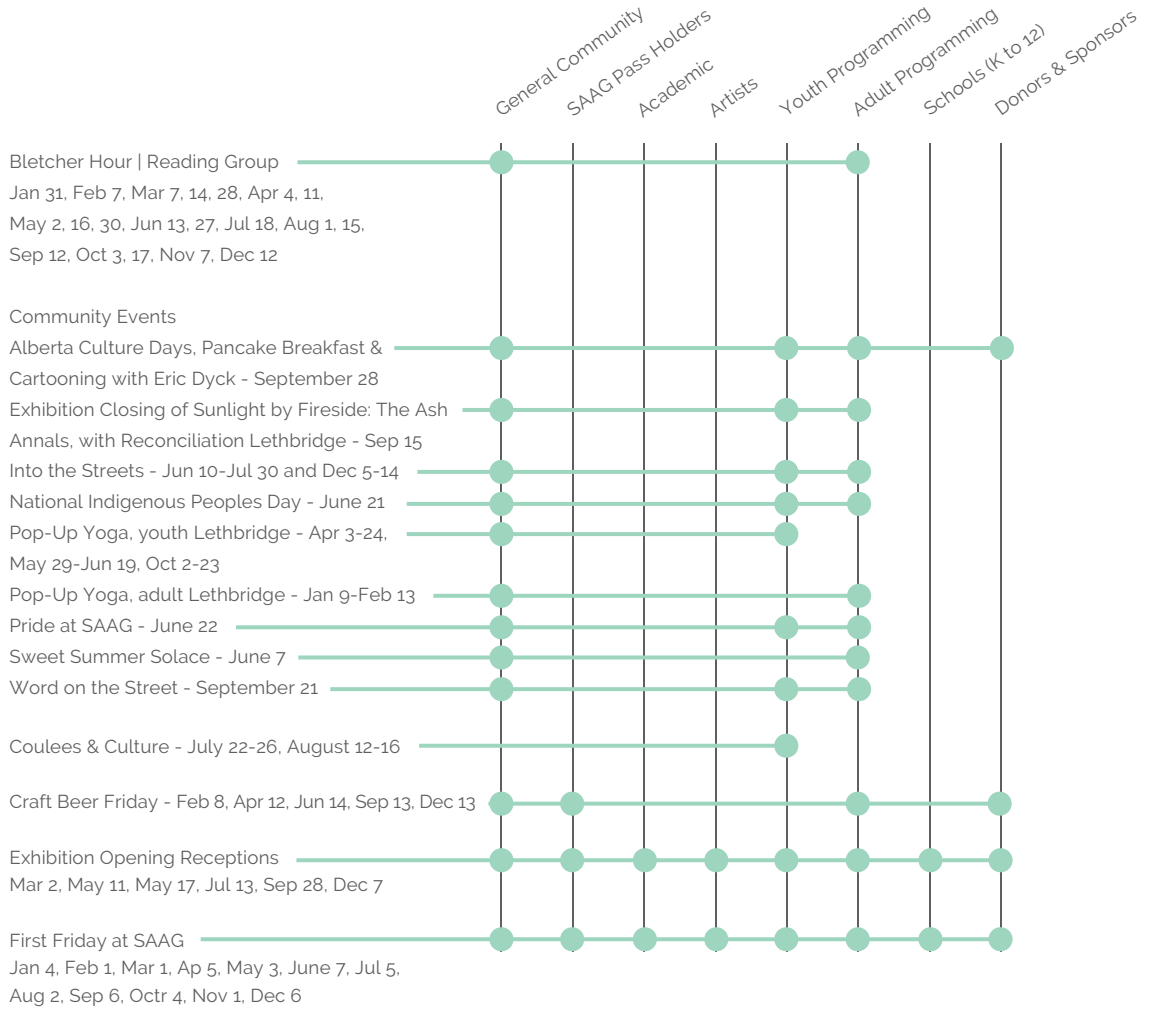 General Community
SAAG Pass Holders
Academic
Artists
Youth Programming
Adult Programming
Schools (K to 12)
Donors & Sponsors
Bletcher Hour | Reading Group
Jan 31, Feb 7, Mar 7, 14, 28, Apr 4, 11,
May 2, 16, 30, Jun 13, 27, Jul 18, Aug 1, 15,
Sep 12, Oct 3, 17, Nov 7, Dec 12
Community Events
Alberta Culture Days, Pancake Breakfast &
Cartooning with Eric Dyck - September 28
Exhibition Closing of Sunlight by Fireside: The Ash
Annals, with Reconciliation Lethbridge - Sep 15
Into the Streets - Jun 10-Jul 30 and Dec 5-14
National Indigenous Peoples Day - June 21
Pop-Up Yoga, youth Lethbridge - Apr 3-24,
May 29-Jun 19, Oct 2-23
Pop-Up Yoga, adult Lethbridge - Jan 9-Feb 13
Pride at SAAG - June 22
Sweet Summer Solace - June 7
Word on the Street - September 21
Coulees & Culture - July 22-26, August 12-16
Craft Beer Friday - Feb 8, Apr 12, Jun 14, Sep 13, Dec 13
Exhibition Opening Receptions
Mar 2, May 11, May 17, Jul 13, Sep 28, Dec 7
First Friday at SAAG
Jan 4, Feb 1, Mar 1, Ap 5, May 3, June 7, Jul 5,
Aug 2, Sep 6, Octr 4, Nov 1, Dec 6